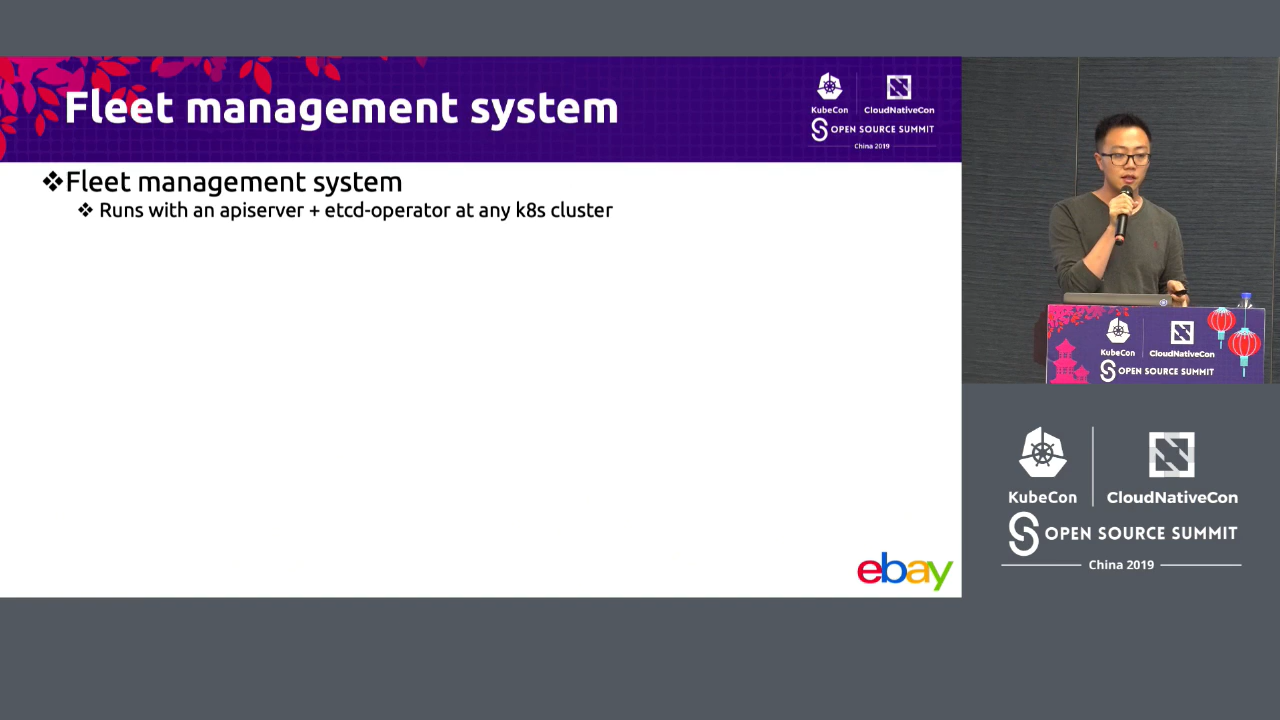 Fleet management system
KubeCon
CloudNativeCon
OPEN SOURCE SUMMIT
China 2019
❖Fleet management system
❖ Runs with an apiserver + etcd-operator at any k8s cluster
ebay
KubeCon
CloudNativeCon
OPEN SOURCE SUMMIT
KubeCon
CloudNativeCon
OPEN SOURCE SUMMIT
China 2019